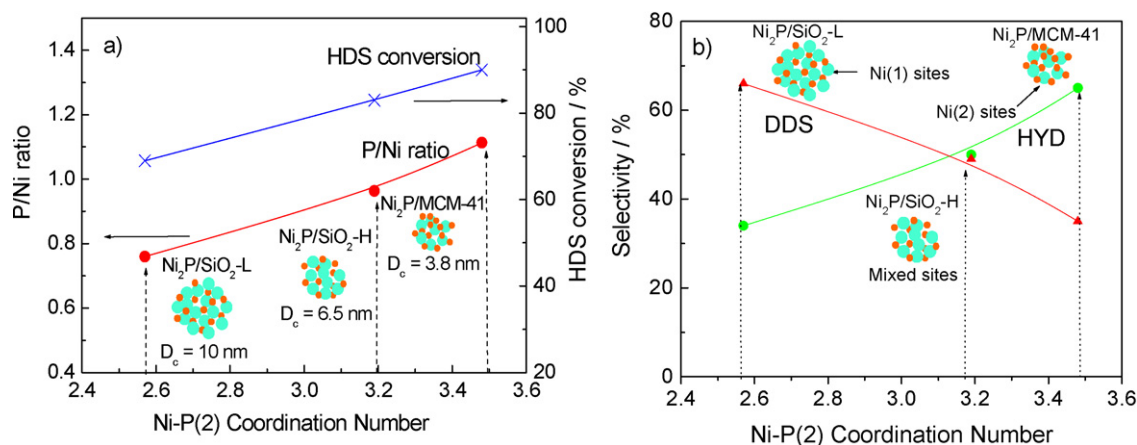 a)
HDS conversion
P/Ni ratio
Ni₂P/MCM-41
Ni₂P/SiO₂-H
D_c = 3.8 nm
Ni₂P/SiO₂-L
D_c = 6.5 nm
D_c = 10 nm
1.4
1.2
1.0
0.8
0.6
0.4
P/Ni ratio
100
80
60
40
20
HDS conversion / %
2.4 2.6 2.8 3.0 3.2 3.4 3.6
Ni-P(2) Coordination Number
b)
Ni₂P/SiO₂-L
Ni₂P/MCM-41
Ni(1) sites
Ni(2) sites
DDS
HYD
Ni₂P/SiO₂-H
Mixed sites
80
60
40
20
0
Selectivity / %
2.4 2.6 2.8 3.0 3.2 3.4 3.6
Ni-P(2) Coordination Number